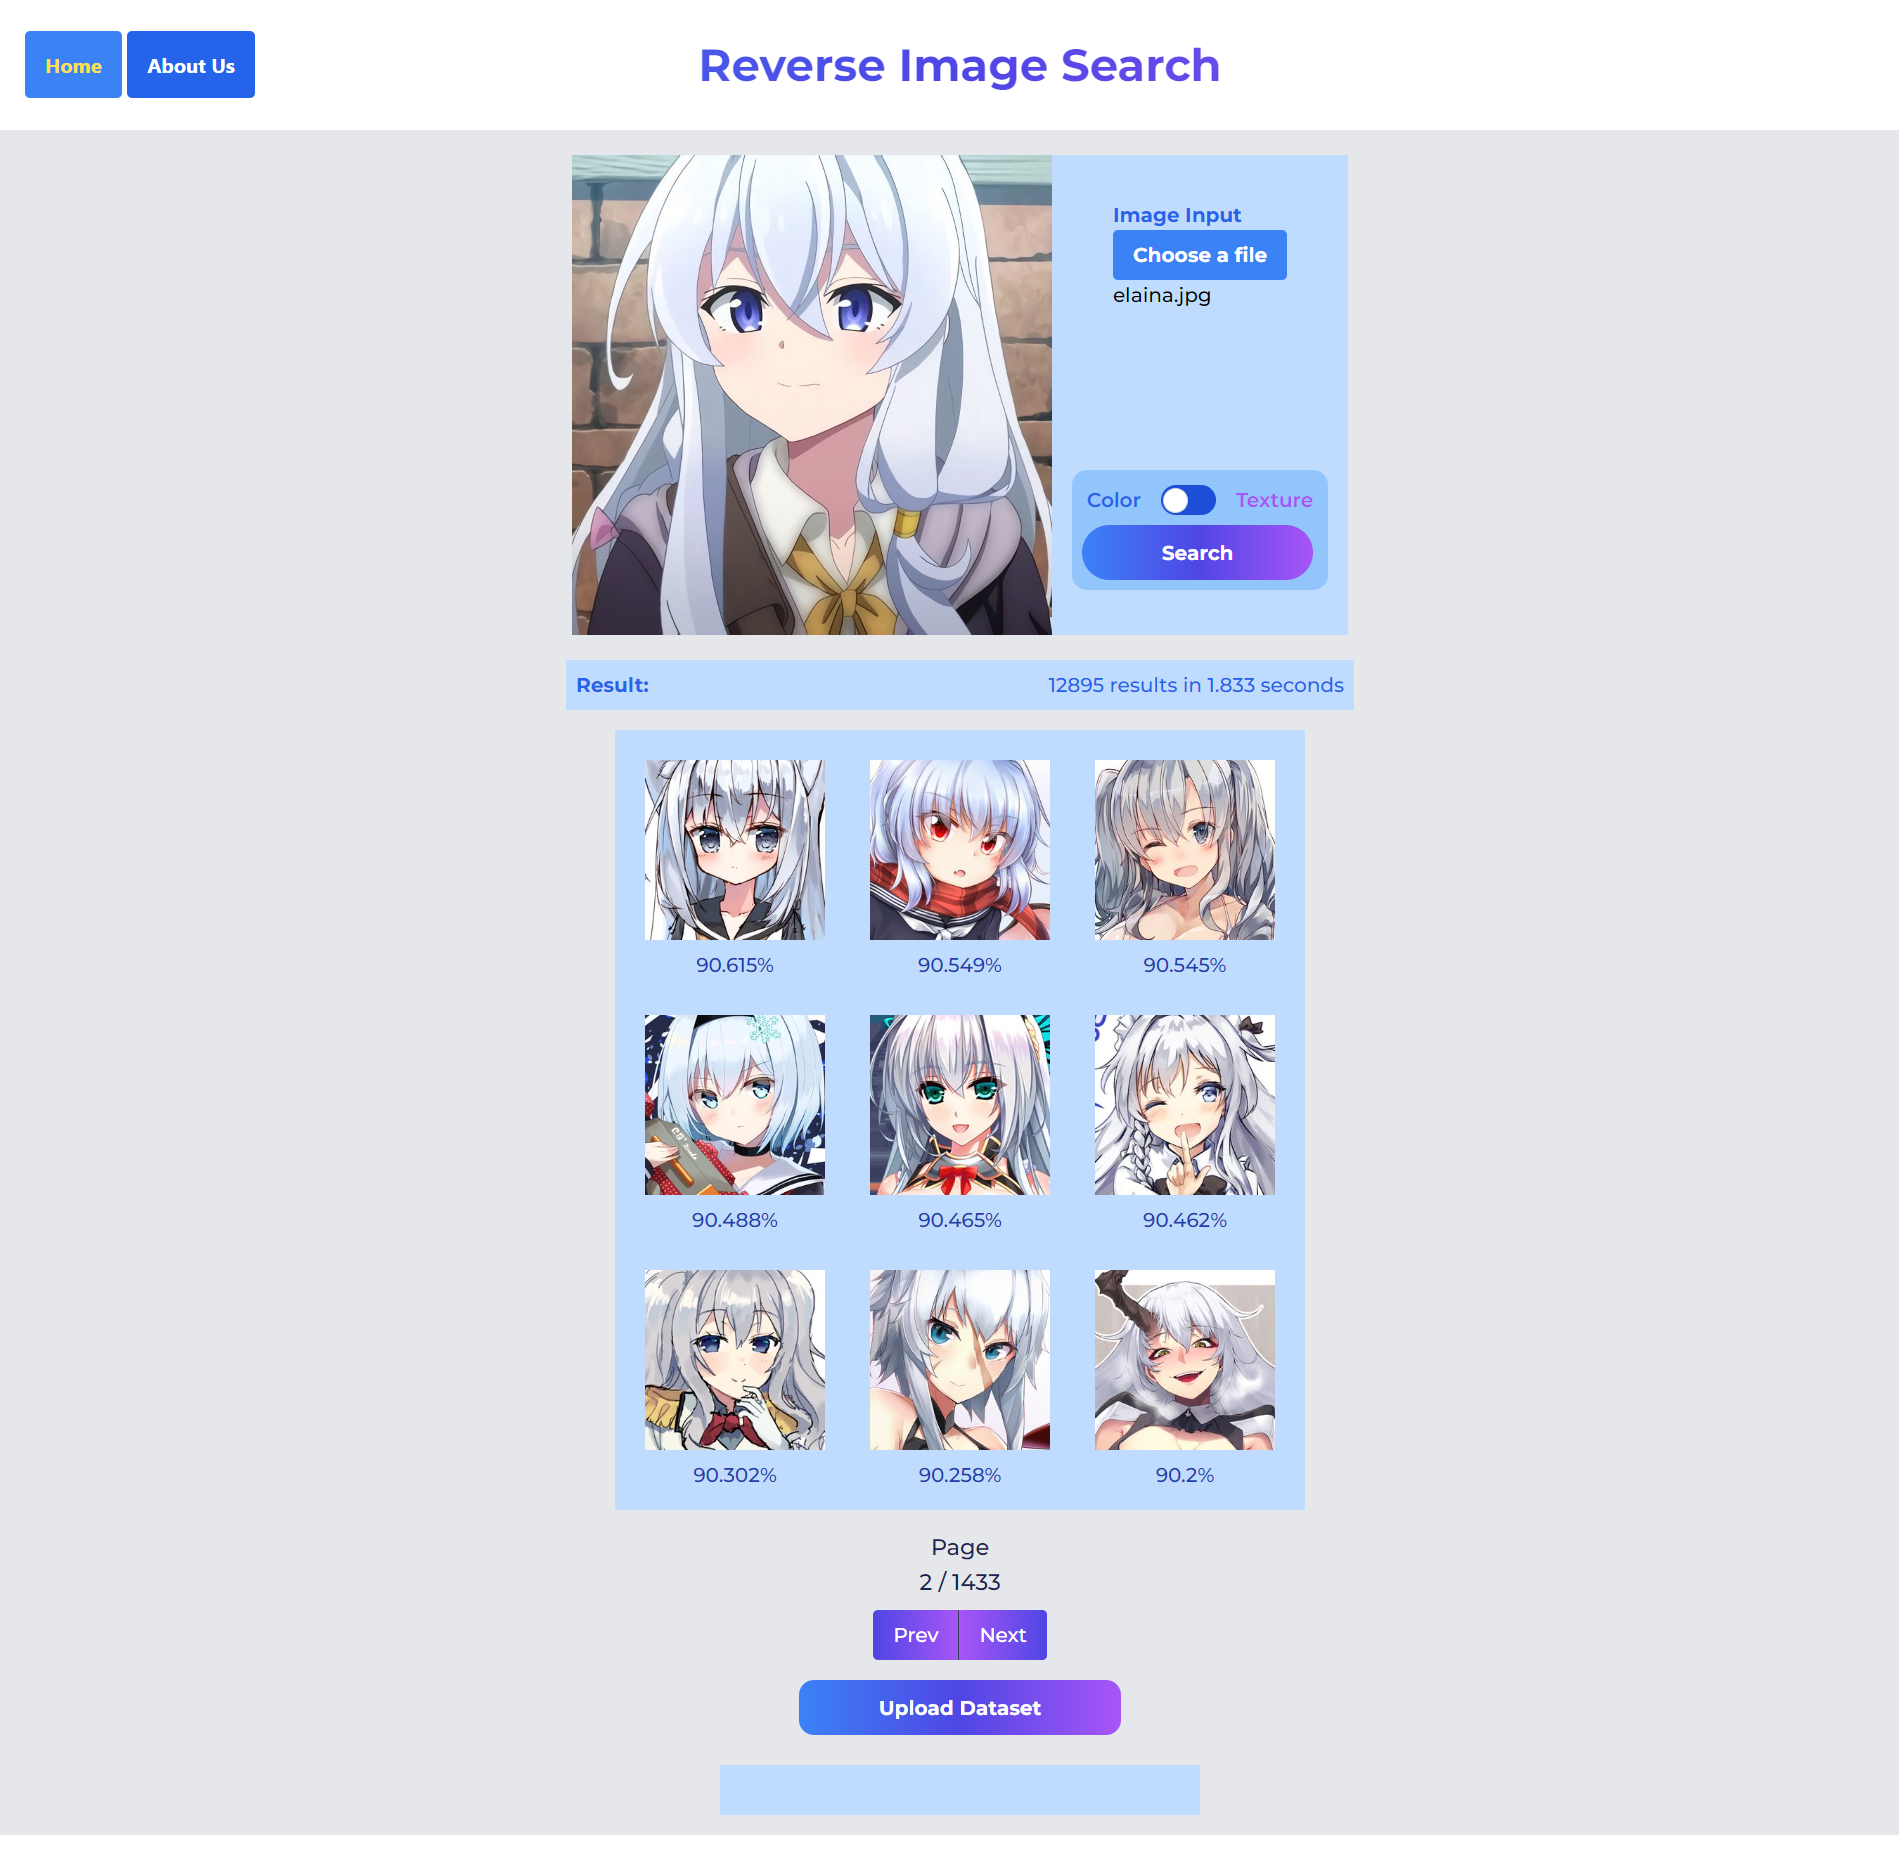 Home
About Us
Reverse Image Search
Image Input
Choose a file
elaina.jpg
Color
Texture
Search
Result:
12895 results in 1.833 seconds
90.615%
90.549%
90.545%
90.488%
90.465%
90.462%
90.302%
90.258%
90.2%
Page
2 / 1433
Prev
Next
Upload Dataset